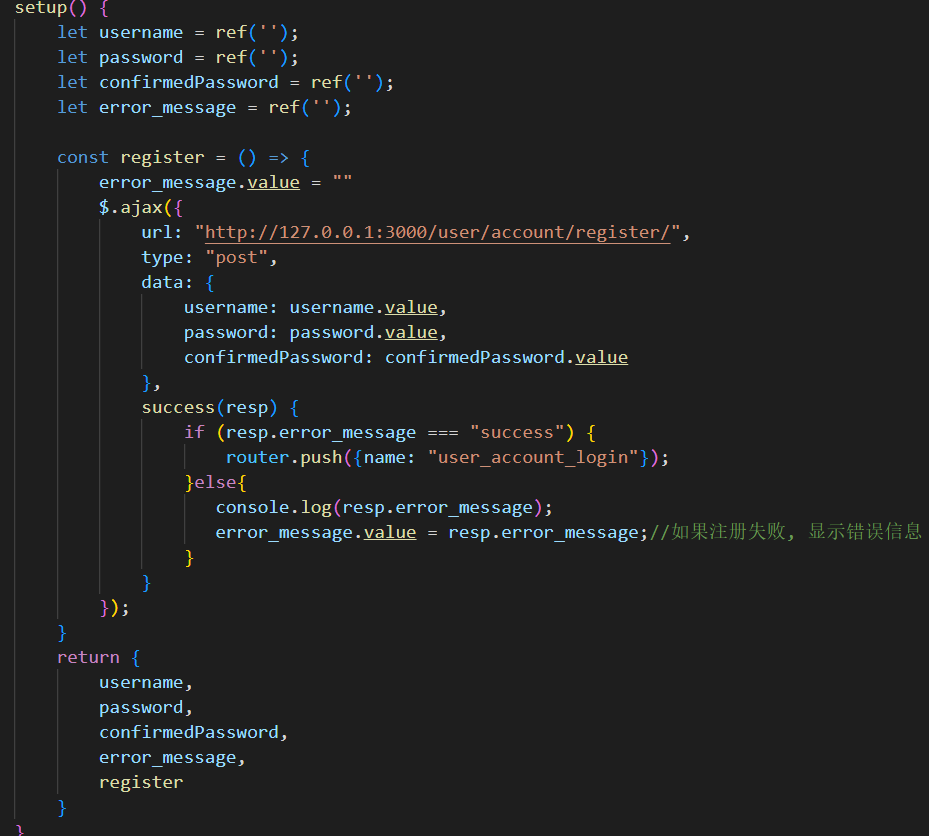 setup() {
let username = ref('');
let password = ref('');
let confirmedPassword = ref('');
let error_message = ref('');
const register = () => {
error_message.value = ""
$.ajax({
url: "http://127.0.0.1:3000/user/account/register/",
type: "post",
data: {
username: username.value,
password: password.value,
confirmedPassword: confirmedPassword.value
},
success(resp) {
if (resp.error_message === "success") {
router.push({name: "user_account_login"});
}else{
console.log(resp.error_message);
error_message.value = resp.error_message;//如果注册失败, 显示错误信息
}
}
});
}
return {
username,
password,
confirmedPassword,
error_message,
register
}
}